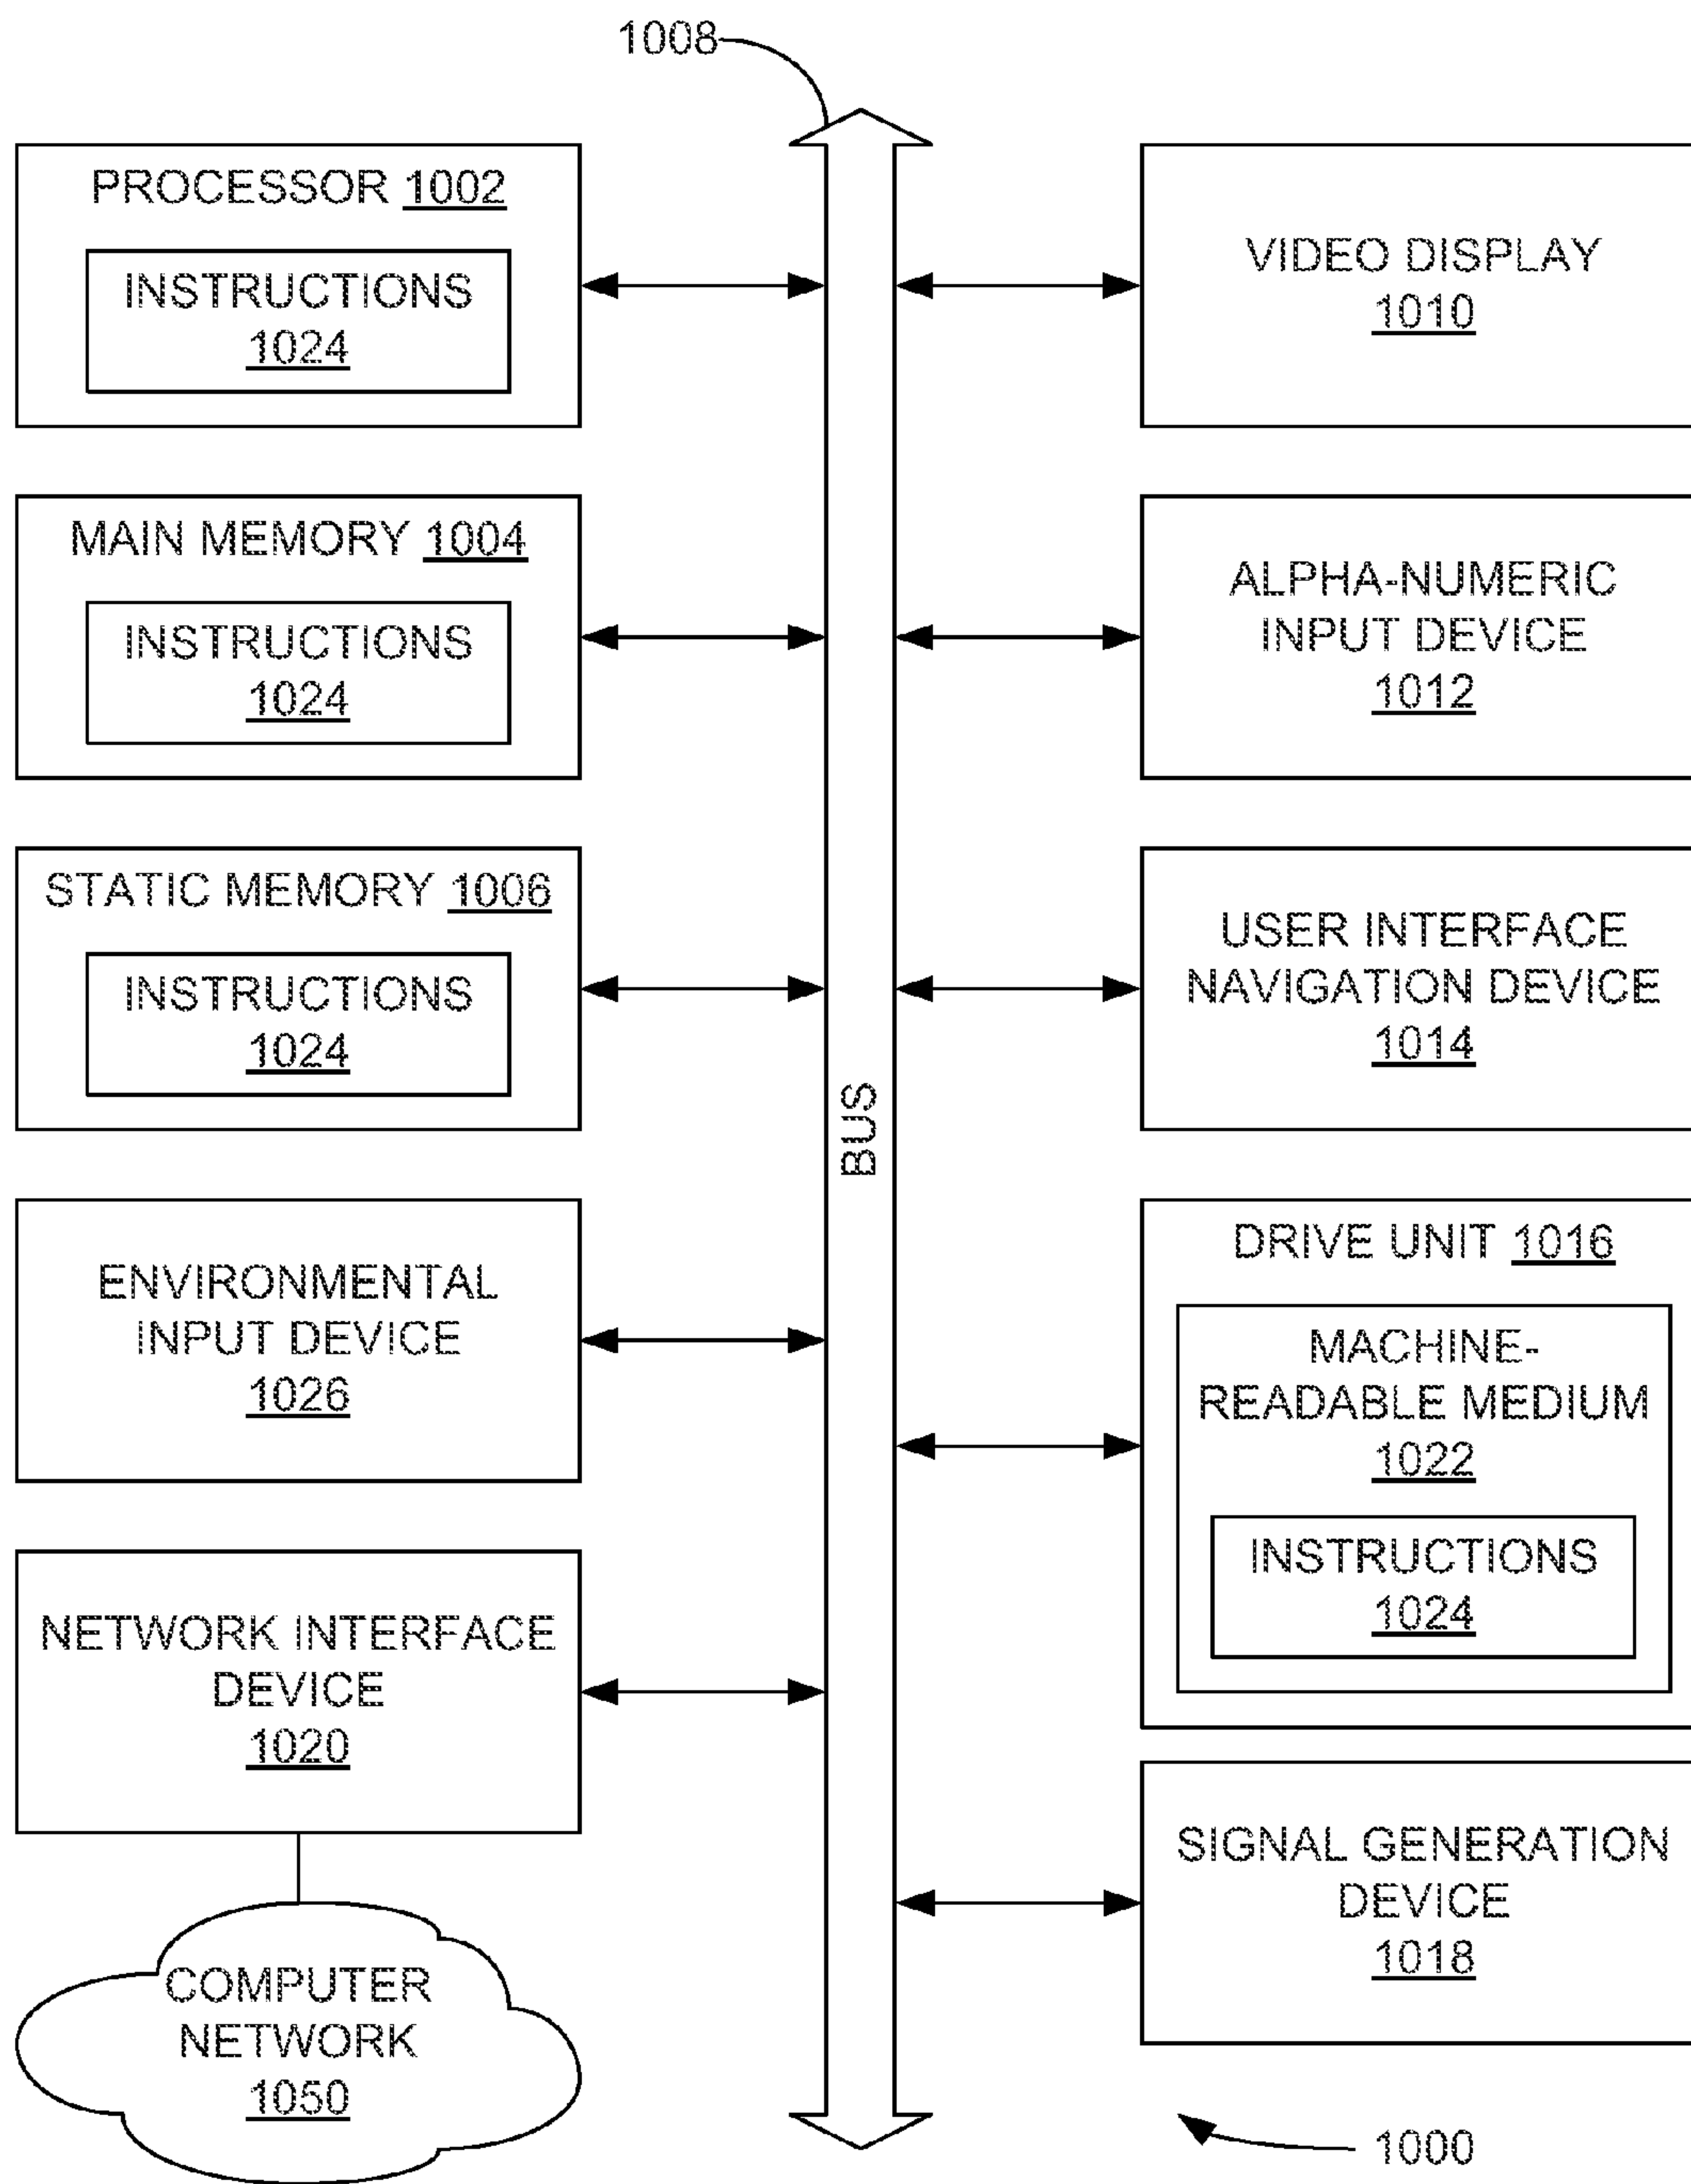 1008
PROCESSOR 1002
INSTRUCTIONS
1024
MAIN MEMORY 1004
INSTRUCTIONS
1024
STATIC MEMORY 1006
INSTRUCTIONS
1024
ENVIRONMENTAL
INPUT DEVICE
1026
NETWORK INTERFACE
DEVICE
1020
COMPUTER
NETWORK
1050
BUS
VIDEO DISPLAY
1010
ALPHA-NUMERIC
INPUT DEVICE
1012
USER INTERFACE
NAVIGATION DEVICE
1014
DRIVE UNIT 1016
MACHINE-
READABLE MEDIUM
1022
INSTRUCTIONS
1024
SIGNAL GENERATION
DEVICE
1018
1000